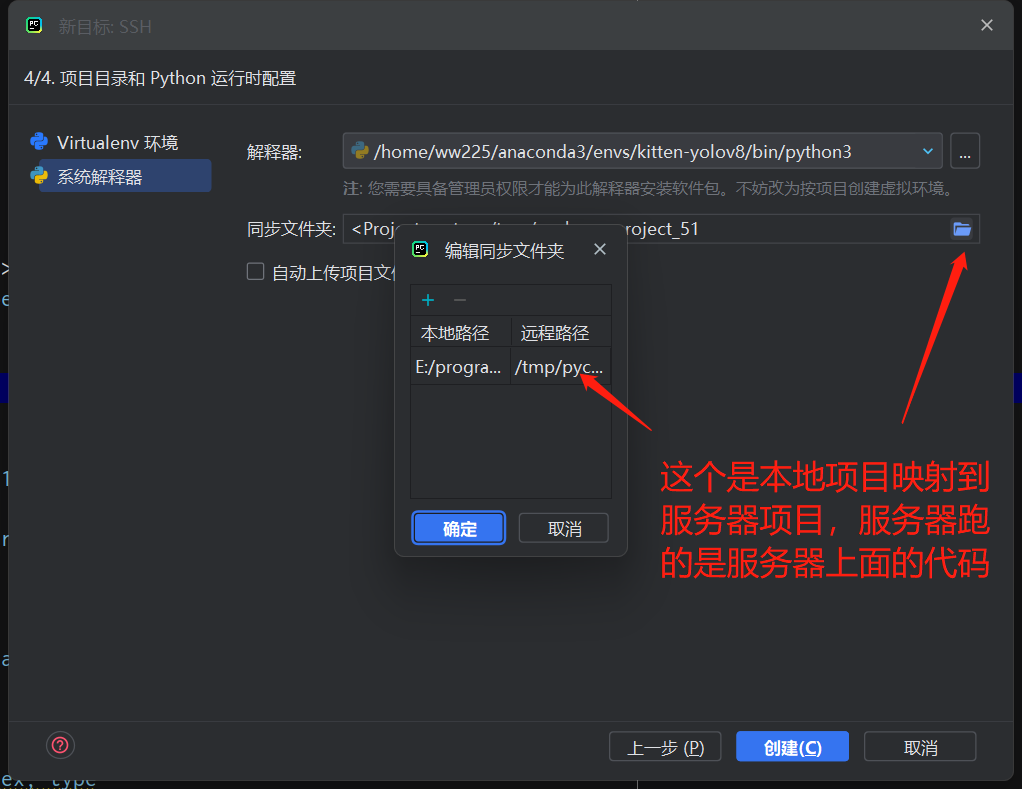 新目标: SSH
4/4. 项目目录和 Python 运行时配置
Virtualenv 环境
系统解释器
解释器:
/home/ww225/anaconda3/envs/kitten-yolov8/bin/python3
...
注: 您需要具备管理员权限才能为此解释器安装软件包。不妨改为按项目创建虚拟环境。
同步文件夹:
roject_51
自动上传项目文
编辑同步文件夹
本地路径
远程路径
E:/progra...
/tmp/pyc...
确定
取消
这个是本地项目映射到
服务器项目，服务器跑
的是服务器上面的代码
上一步 (P)
创建(C)
取消